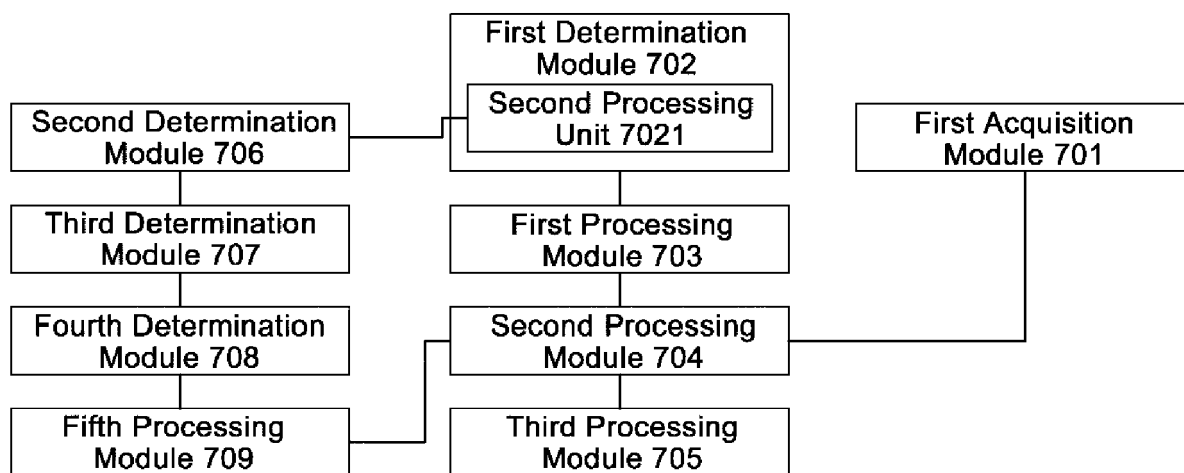 First Determination
Module 702
Second Processing
Unit 7021
Second Determination
Module 706
First Acquisition
Module 701
Third Determination
Module 707
First Processing
Module 703
Fourth Determination
Module 708
Second Processing
Module 704
Fifth Processing
Module 709
Third Processing
Module 705